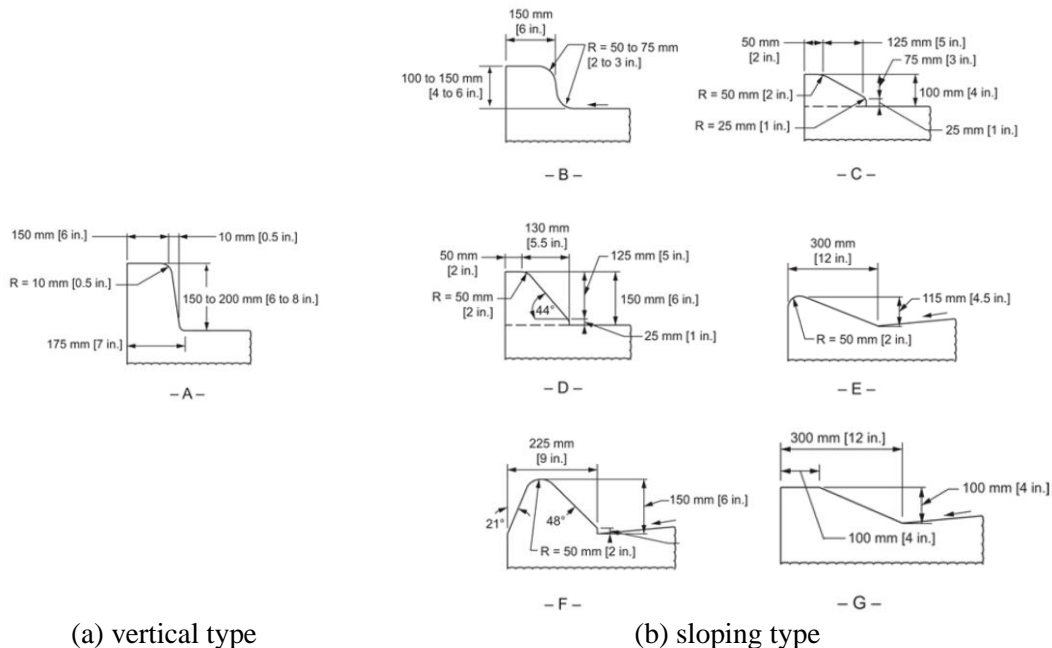 150 mm
[6 in.]
R = 50 to 75 mm
[2 to 3 in.]
100 to 150 mm
[4 to 6 in.]
– B –
50 mm
[2 in.]
125 mm [5 in.]
75 mm [3 in.]
R = 50 mm [2 in.]
100 mm [4 in.]
R = 25 mm [1 in.]
25 mm [1 in.]
– C –
150 mm [6 in.]
10 mm [0.5 in.]
R = 10 mm [0.5 in.]
150 to 200 mm [6 to 8 in.]
175 mm [7 in.]
– A –
130 mm
[5.5 in.]
50 mm
[2 in.]
125 mm [5 in.]
R = 50 mm
[2 in.]
150 mm [6 in.]
44°
25 mm [1 in.]
– D –
300 mm
[12 in.]
115 mm [4.5 in.]
R = 50 mm [2 in.]
– E –
225 mm
[9 in.]
150 mm [6 in.]
21°
48°
R = 50 mm [2 in.]
– F –
300 mm [12 in.]
100 mm [4 in.]
100 mm [4 in.]
– G –
(a) vertical type
(b) sloping type